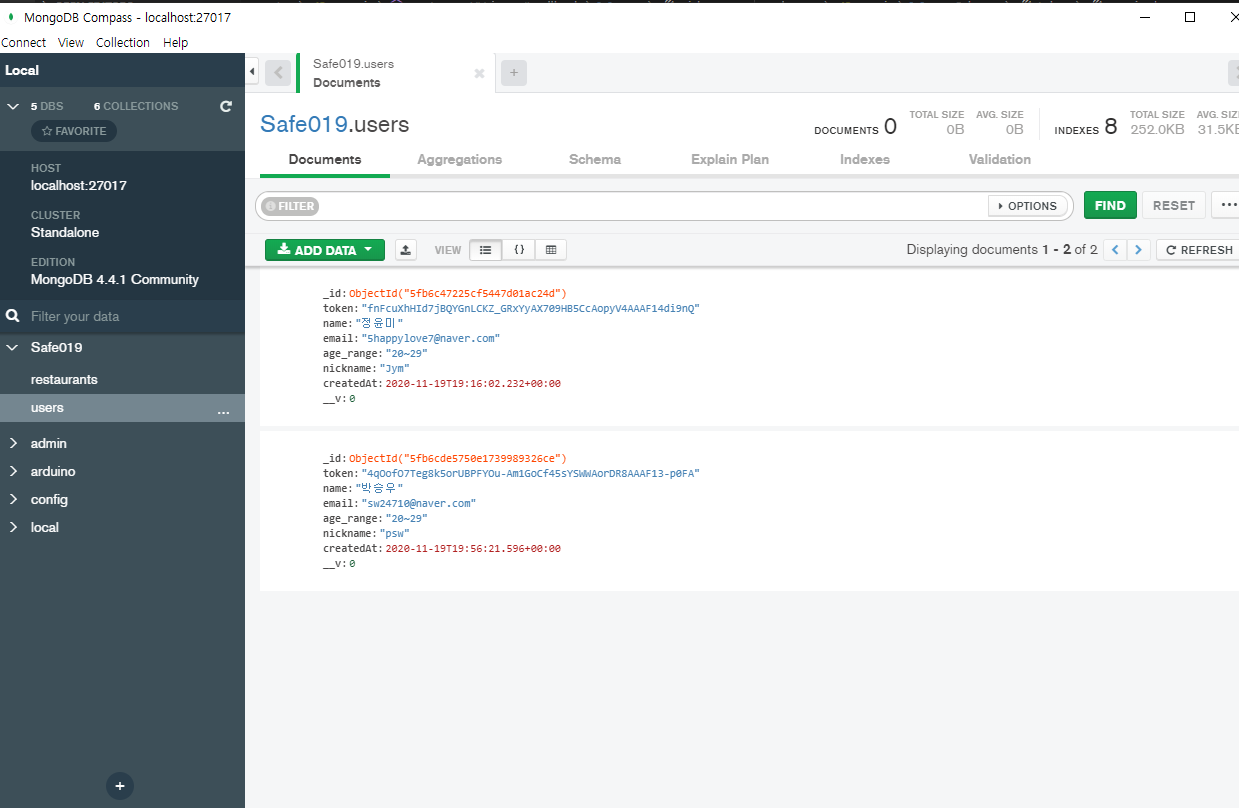 MongoDB Compass - localhost:27017
Connect View Collection Help
Local
5 DBS 6 COLLECTIONS
FAVORITE
HOST
localhost:27017
CLUSTER
Standalone
EDITION
MongoDB 4.4.1 Community
Filter your data
Safe019
restaurants
users ...
admin
arduino
config
local
+
Safe019.users
Documents
+
Safe019.users
DOCUMENTS 0 TOTAL SIZE 0B AVG. SIZE 0B INDEXES 8 TOTAL SIZE 252.0KB AVG. SIZE 31.5KB
Documents Aggregations Schema Explain Plan Indexes Validation
FILTER OPTIONS FIND RESET ...
ADD DATA VIEW {} Displaying documents 1 - 2 of 2 < > REFRESH
_id: ObjectId("5fb6c47225cf5447d01ac24d")
token: "fnFcuXhHId7jBQYGnLCKZ_GRxYyAX709HB5CcAopyV4AAAF14di9nQ"
name: "정윤미"
email: "5happylove7@naver.com"
age_range: "20~29"
nickname: "Jym"
createdAt: 2020-11-19T19:16:02.232+00:00
__v: 0
_id: ObjectId("5fb6cde5750e1739989326ce")
token: "4qOofO7Teg8k5orUBPFYOu-Am1GoCf45sYSWWAorDR8AAAF13-p0FA"
name: "박승우"
email: "sw24710@naver.com"
age_range: "20~29"
nickname: "psw"
createdAt: 2020-11-19T19:56:21.596+00:00
__v: 0